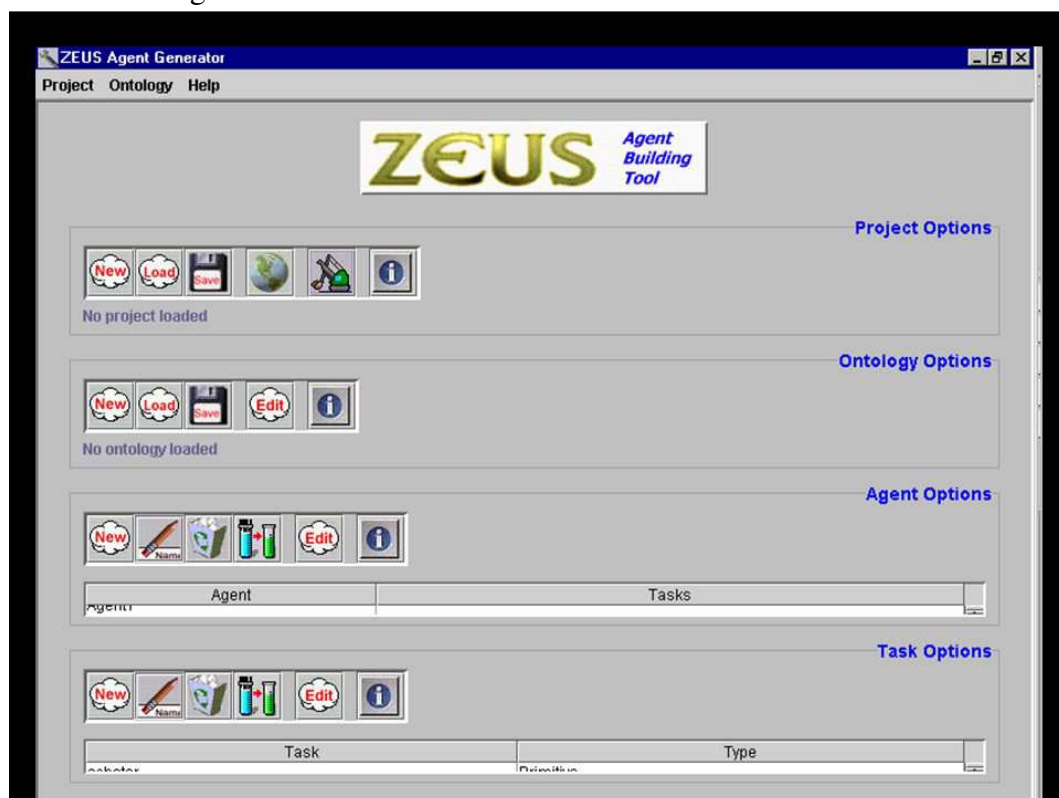 ZEUS Agent Generator
Project Ontology Help
ZEUS Agent
Building
Tool
Project Options
New Load Save
No project loaded
Ontology Options
New Load Save Edit
No ontology loaded
Agent Options
New Name Edit
Agent Tasks
Agent1
Task Options
New Name Edit
Task Type
Primitive